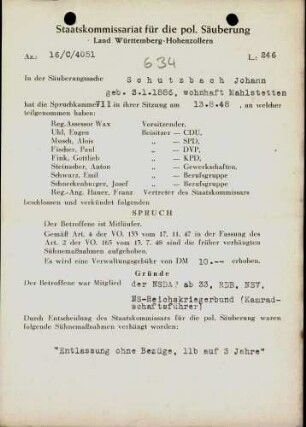 Staatskommissariat für die pol. Säuberung
Land Württemberg-Hohenzollern
Az.: 16/C/4051
L: 246
634
In der Säuberungssache Schutzbach Johann
geb. 3.1.1886, wohnhaft Mahlstetten
hat die Spruchkammer VII in ihrer Sitzung am 13.8.48, an welcher
teilgenommen haben:
Reg.Assessor Wax Vorsitzender,
Uhl, Eugen Beisitzer — CDU,
Musch, Alois „ — SPD,
Fischer, Paul „ — DVP,
Fink, Gottlieb „ — KPD,
Steinacher, Anton „ — Gewerkschaften,
Schwarz, Emil „ — Berufsgruppe
Schnekenburger, Josef „ — Berufsgruppe
Reg.-Ang. Hauer, Franz Vertreter des Staatskommissars
beschlossen und verkündet folgenden
SPRUCH
Der Betroffene ist Mitläufer.
Gemäß Art. 4 der VO. 133 vom 17. 11. 47 in der Fassung des
Art. 2 der VO. 165 vom 13. 7. 48 sind die früher verhängten
Sühnemaßnahmen aufgehoben.
Es wird eine Verwaltungsgebühr von DM 10.-- erhoben.
Gründe
Der Betroffene war Mitglied der NSDAP ab 33, RDB, NSV,
NS-Reichskriegerbund (Kamrad-
schaftsführer)
Durch Entscheidung des Staatskommissars für die pol. Säuberung waren
folgende Sühnemaßnahmen verhängt worden:
"Entlassung ohne Bezüge, 11b auf 3 Jahre"